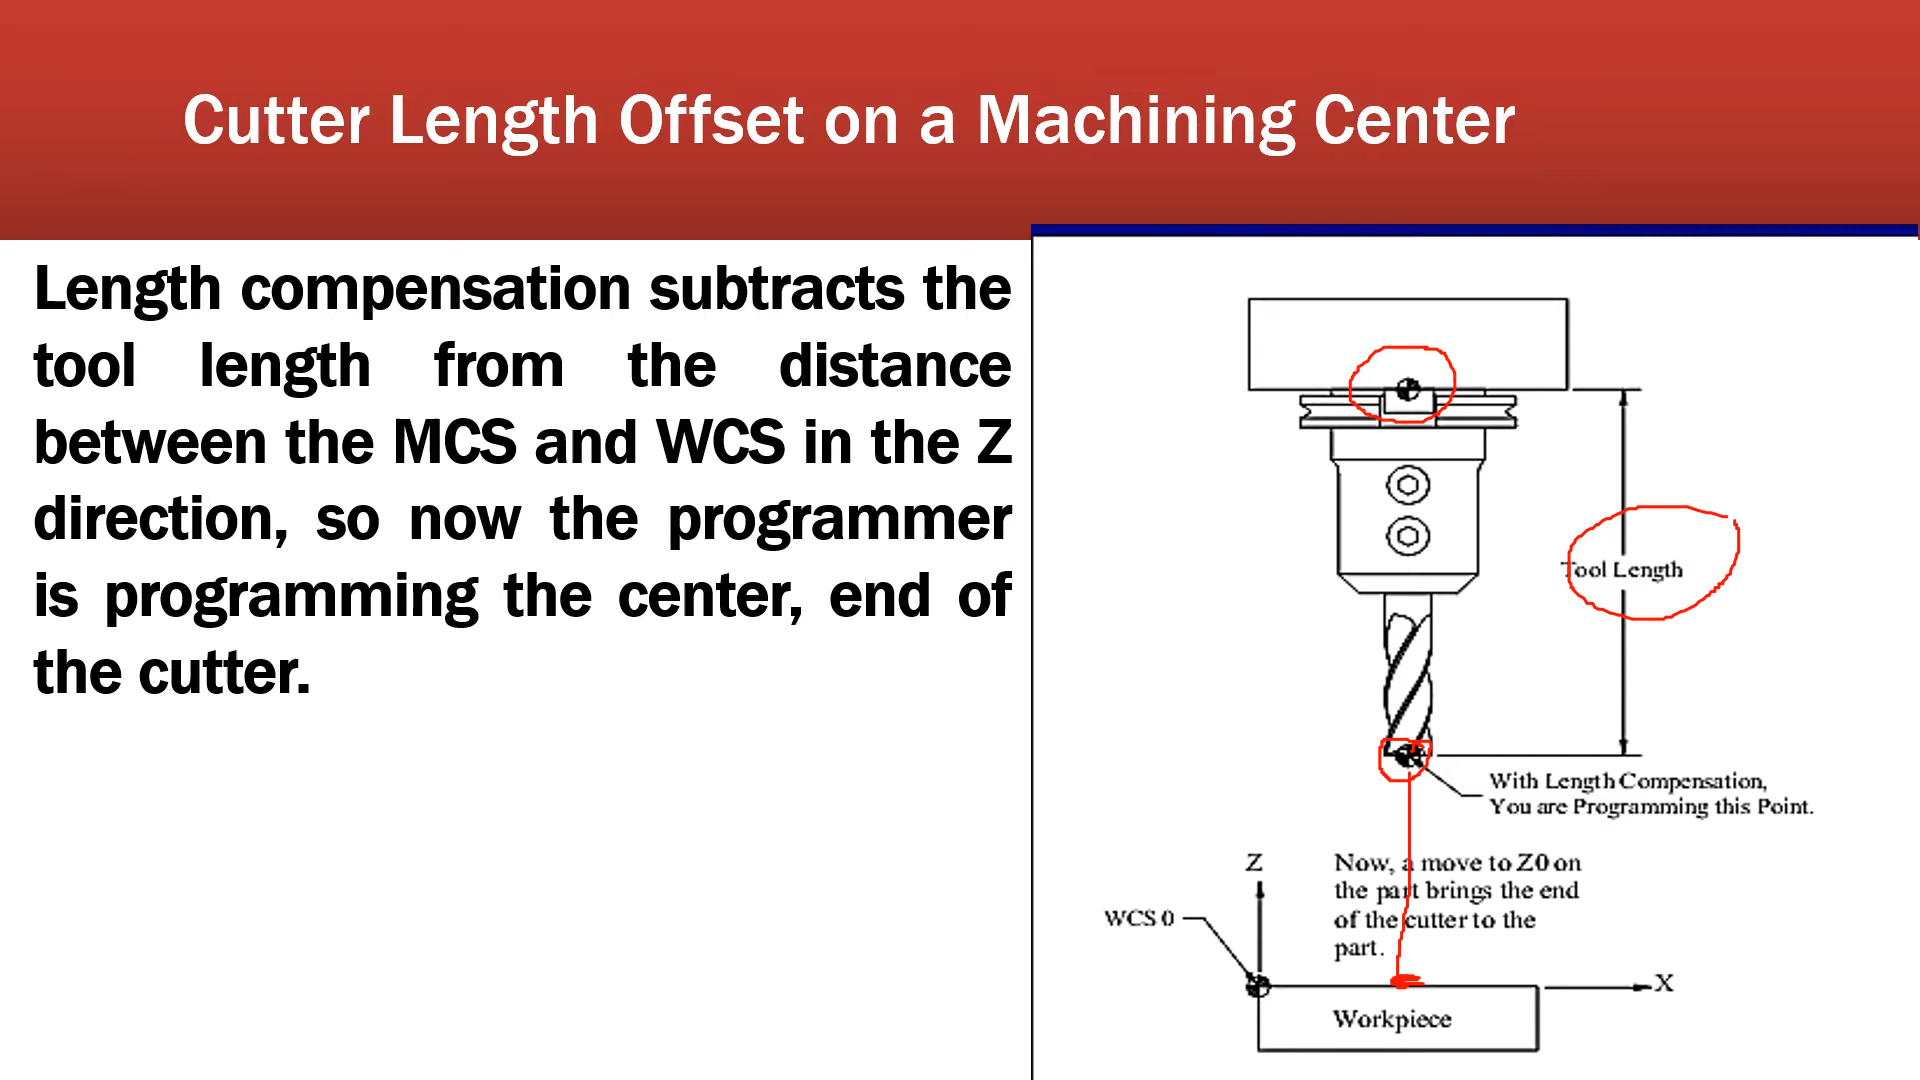 Cutter Length Offset on a Machining Center
Length compensation subtracts the
tool length from the distance
between the MCS and WCS in the Z
direction, so now the programmer
is programming the center, end of
the cutter.
Tool Length
With Length Compensation,
You are Programming this Point.
Z
Now, a move to Z0 on
the part brings the end
of the cutter to the
part.
WCS 0
X
Workpiece